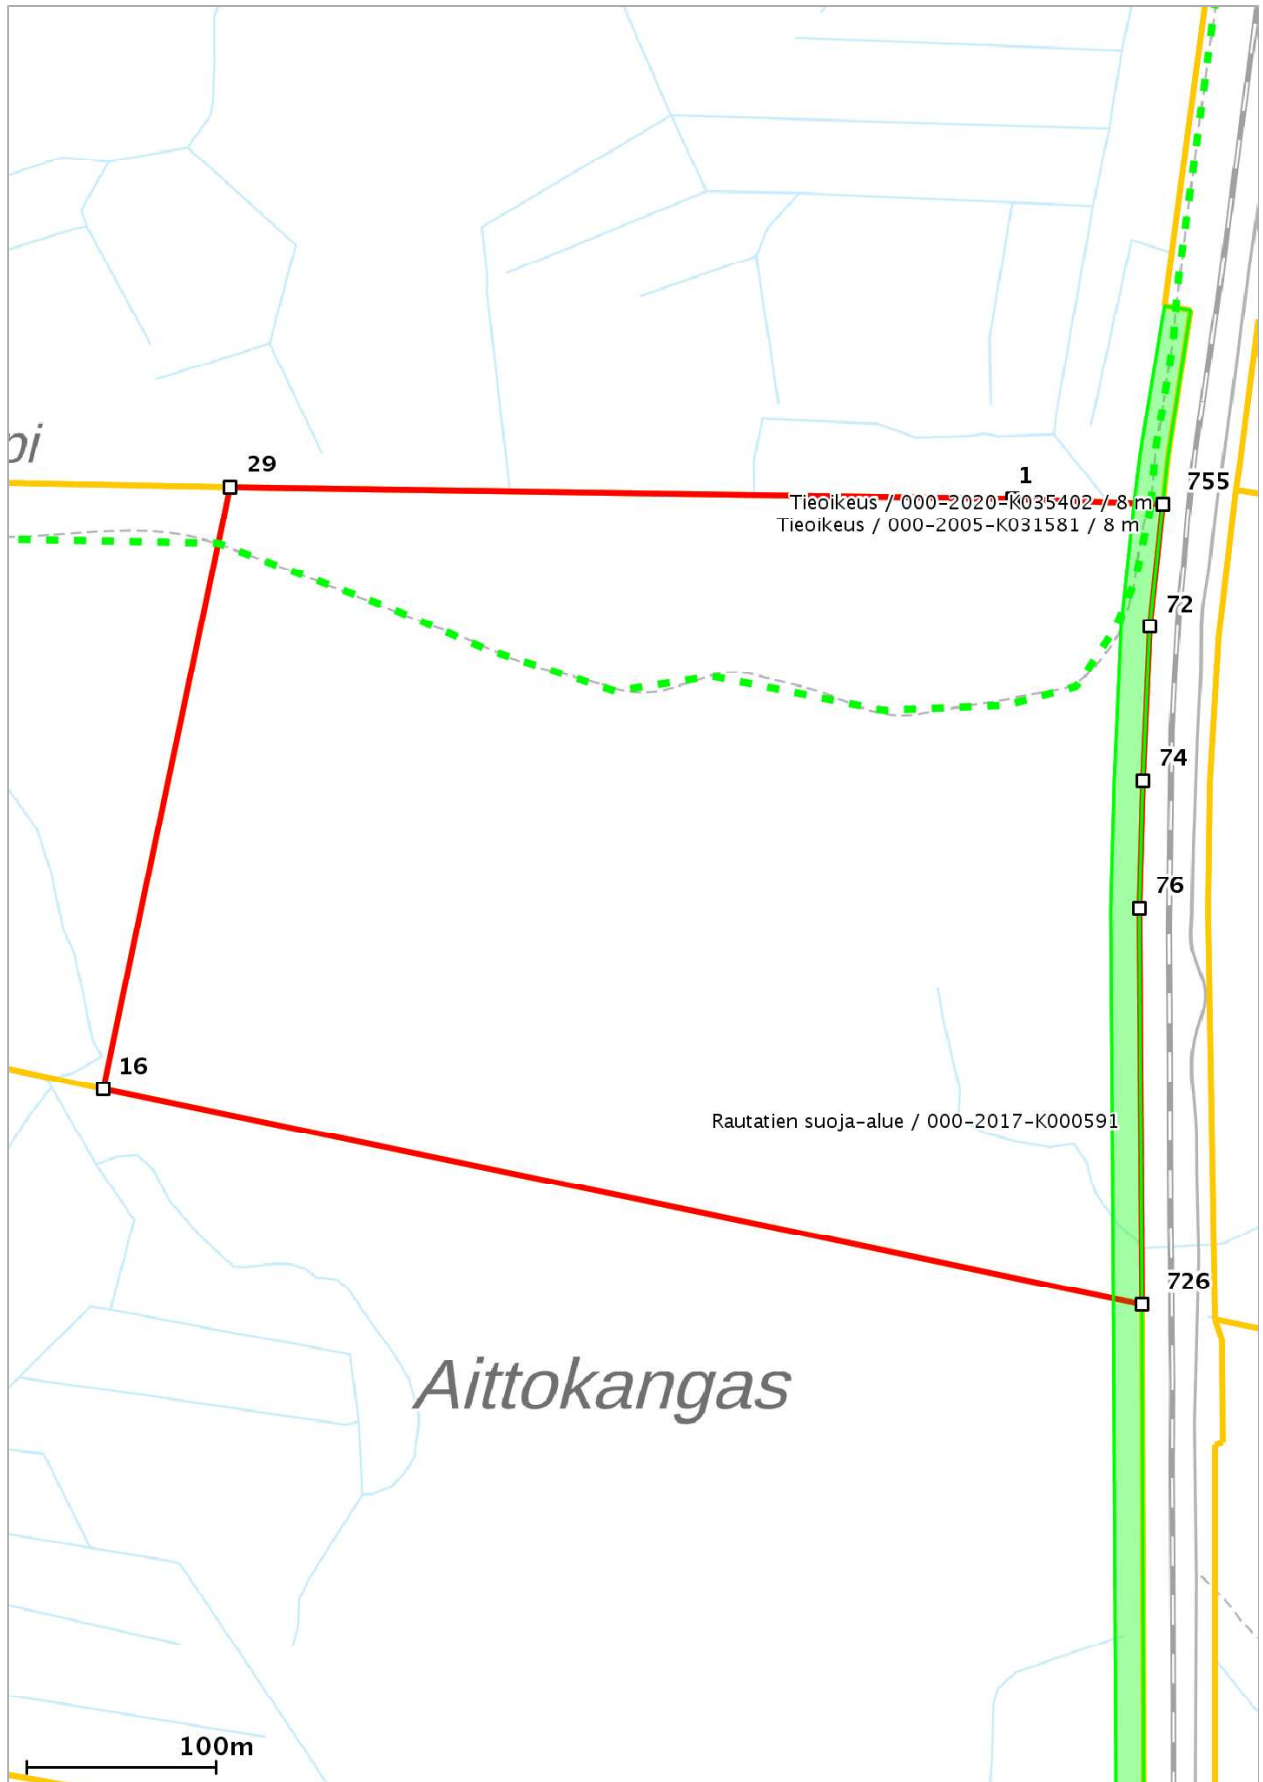 pi
29
1
755
Tieoikeus / 000-2020-K035402 / 8 m
Tieoikeus / 000-2005-K031581 / 8 m
72
74
76
16
Rautatien suoja-alue / 000-2017-K000591
726
Aittokangas
100m